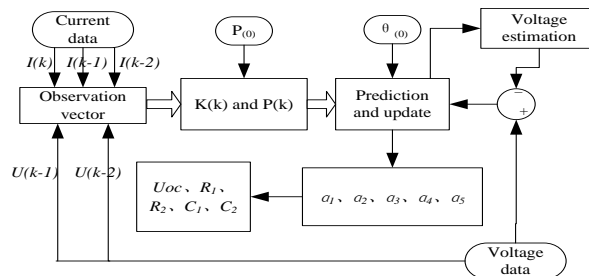 Current
data
P(0)
θ (0)
Voltage
estimation
I(k) I(k-1) I(k-2)
Observation
vector
K(k) and P(k)
Prediction
and update
−
+
U(k-1) U(k-2)
Uoc、R1、
R2、C1、C2
a1、a2、a3、a4、a5
Voltage
data